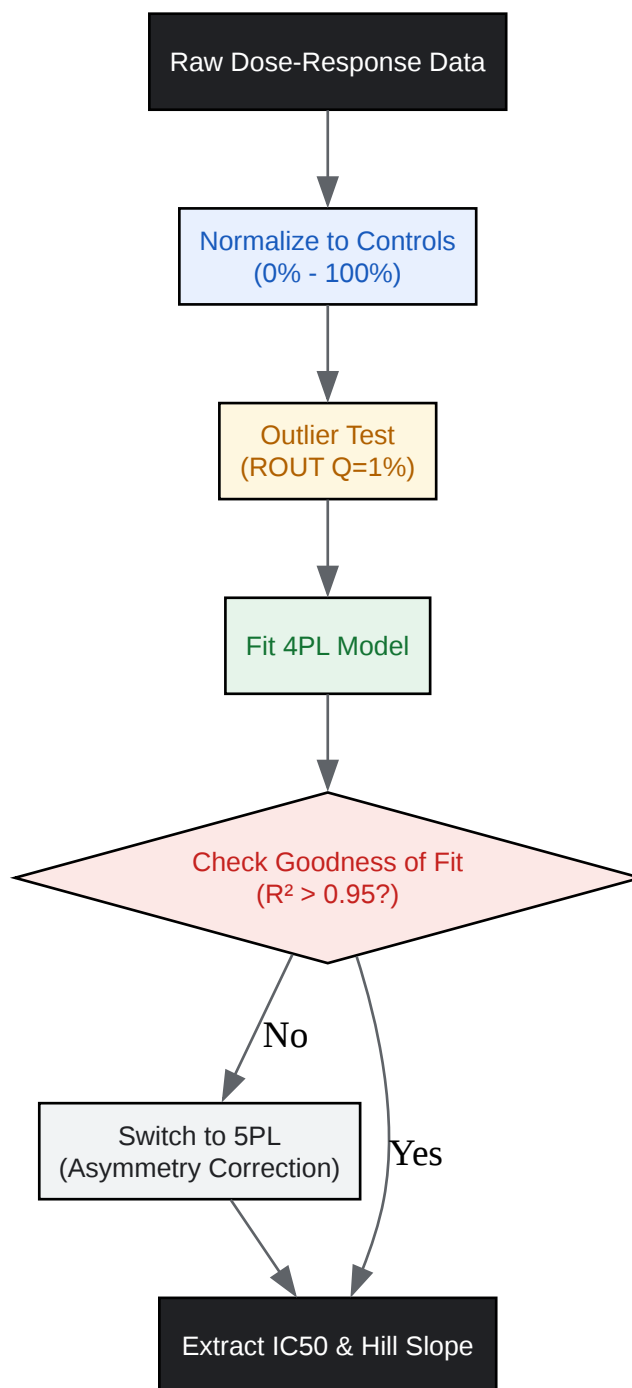 Raw Dose-Response Data
Normalize to Controls
(0% - 100%)
Outlier Test
(ROUT Q=1%)
Fit 4PL Model
Check Goodness of Fit
(R² > 0.95?)
No
Yes
Switch to 5PL
(Asymmetry Correction)
Extract IC50 & Hill Slope